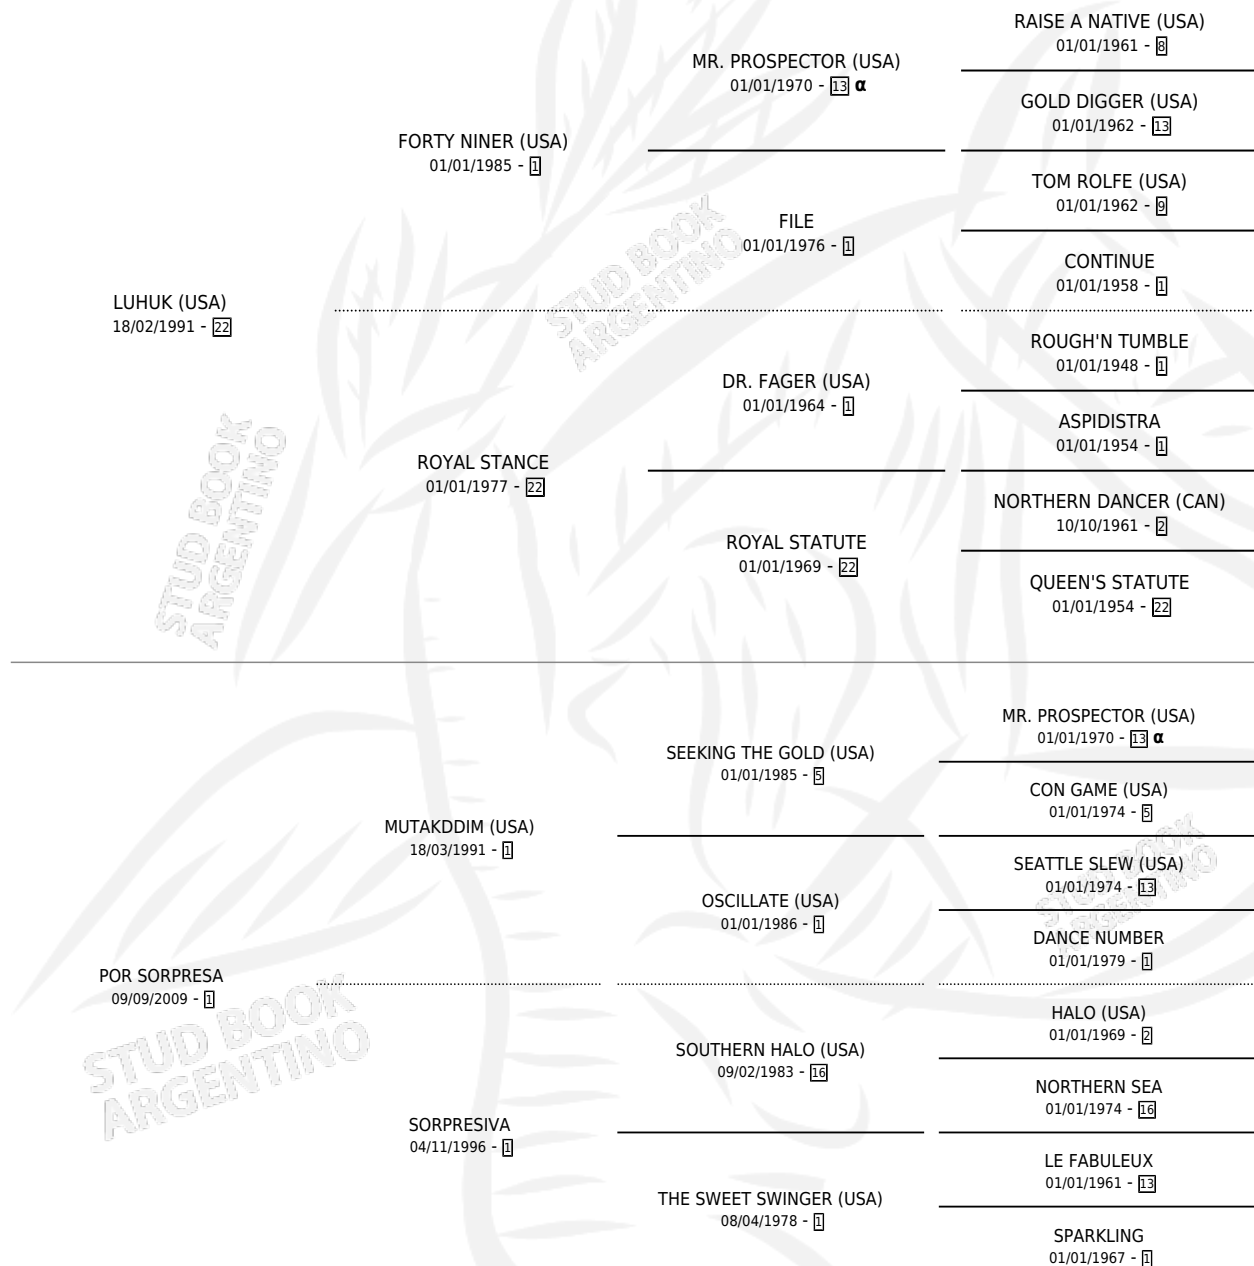 RAISE A NATIVE (USA)
01/01/1961 - 8
MR. PROSPECTOR (USA)
01/01/1970 - 13 α
GOLD DIGGER (USA)
01/01/1962 - 13
FORTY NINER (USA)
01/01/1985 - 1
TOM ROLFE (USA)
01/01/1962 - 9
FILE
01/01/1976 - 1
CONTINUE
01/01/1958 - 1
LUHUK (USA)
18/02/1991 - 22
ROUGH'N TUMBLE
01/01/1948 - 1
DR. FAGER (USA)
01/01/1964 - 1
ASPIDISTRA
01/01/1954 - 1
ROYAL STANCE
01/01/1977 - 22
NORTHERN DANCER (CAN)
10/10/1961 - 2
ROYAL STATUTE
01/01/1969 - 22
QUEEN'S STATUTE
01/01/1954 - 22
MR. PROSPECTOR (USA)
01/01/1970 - 13 α
SEEKING THE GOLD (USA)
01/01/1985 - 5
CON GAME (USA)
01/01/1974 - 5
MUTAKDDIM (USA)
18/03/1991 - 1
SEATTLE SLEW (USA)
01/01/1974 - 13
OSCILLATE (USA)
01/01/1986 - 1
DANCE NUMBER
01/01/1979 - 1
POR SORPRESA
09/09/2009 - 1
HALO (USA)
01/01/1969 - 2
SOUTHERN HALO (USA)
09/02/1983 - 16
NORTHERN SEA
01/01/1974 - 16
SORPRESIVA
04/11/1996 - 1
LE FABULEUX
01/01/1961 - 13
THE SWEET SWINGER (USA)
08/04/1978 - 1
SPARKLING
01/01/1967 - 1
STUD BOOK
ARGENTINO
STUD BOOK
ARGENTINO
STUD BOOK
ARGENTINO
STUD BOOK
ARGENTINO